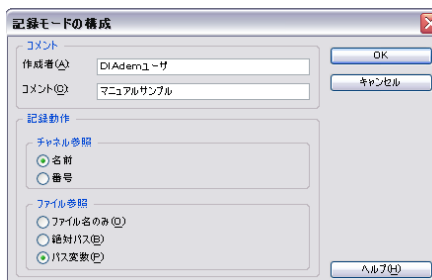 記録モードの構成
コメント
作成者(A):
DIAdemユーザ
コメント(C):
マニュアルサンプル
OK
キャンセル
記録動作
チャネル参照
名前
番号
ファイル参照
ファイル名のみ(O)
絶対パス(B)
パス変数(P)
ヘルプ(H)